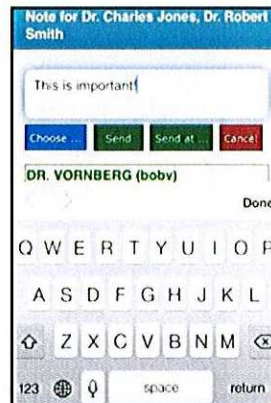 Note for Dr. Charles Jones, Dr. Robert
Smith
This is important!
Choose ... Send Send at ... Cancel
DR. VORNBERG (bobv)
Done
Q W E R T Y U I O P
A S D F G H J K L
Z X C V B N M
123 space return